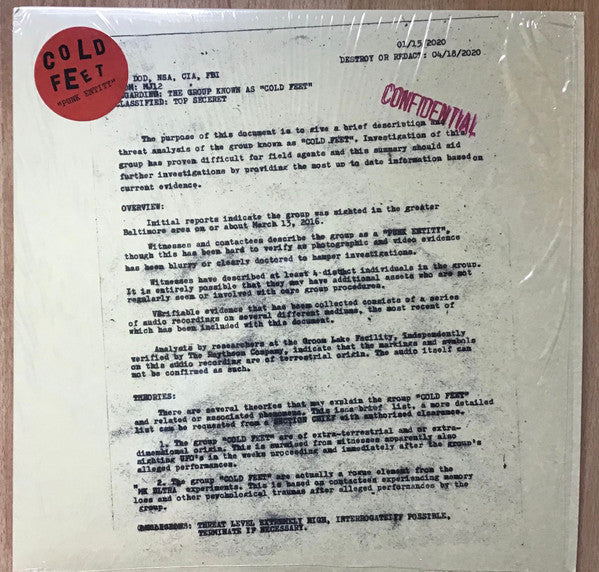 COLD
FEET
"PUNK ENTITY"
01/15/2020
DESTROY OR REDACT: 04/18/2020
DOD, NSA, CIA, FBI
MJ12
THE GROUP KNOWN AS "COLD FEET"
CLASSIFIED: TOP SECERET
CONFIDENTIAL
The purpose of this document is to give a brief description and
threat analysis of the group known as "COLD FEET". Investigation of this
group has proven difficult for field agents and this summary should aid
further investigations by providing the most up to date information based on
current evidence.
OVERVIEW:
Initial reports indicate the group was sighted in the greater
Baltimore area on or about March 15, 2016.
Witnesses and contactees describe the group as a "PUNK ENTITY",
though this has been hard to verify as photographic and video evidence
has been blurry or clearly doctored to hamper investigations.
Witnesses have described at least 4 distinct individuals in the group.
It is entirely possible that they may have additional assets who are not
regularly seen or involved with core group procedures.
Verifiable evidence that has been collected consists of a series
of audio recordings on several different mediums, the most recent of
which has been included with this document.
Analysis by researchers at the Groom Lake Facility, independently
verified by The Raytheon Company, indicate that the markings and symbols
on this audio recording are of terrestrial origin. The audio itself can
not be confirmed as such.
THEORIES:
There are several theories that may explain the group "COLD FEET"
and related or associated phenomena. This is a brief list, a more detailed
list can be requested from a SECTION CHIEF with authorized clearance.
1. The group "COLD FEET" are of extra-terrestrial or extra-
dimensional origin. This is surmised from witnesses apparently also
sighting UFO's in the weeks proceeding and immediately after the group's
alleged performances.
2. The group "COLD FEET" are actually a rogue element from the
"MK ULTRA" experiments. This is based on contactees experiencing memory
loss and other psychological traumas after alleged performances by the
group.
THREAT LEVEL EXTREMELY HIGH, INTERROGATE IF POSSIBLE,
TERMINATE IF NECESSARY.